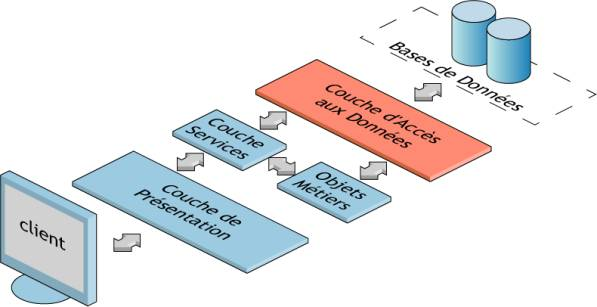 Bases de Données
Couche d'Accès
aux Données
Couche
Services
Objets
Métiers
Couche de
Présentation
client